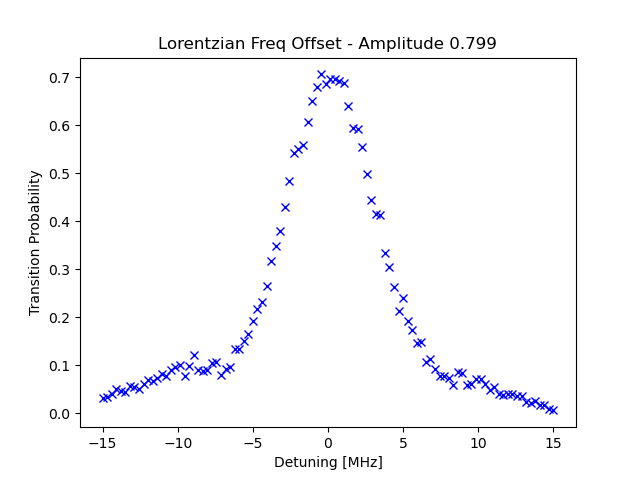 Lorentzian Freq Offset - Amplitude 0.799
Transition Probability
0.7
0.6
0.5
0.4
0.3
0.2
0.1
0.0
−15 −10 −5 0 5 10 15
Detuning [MHz]